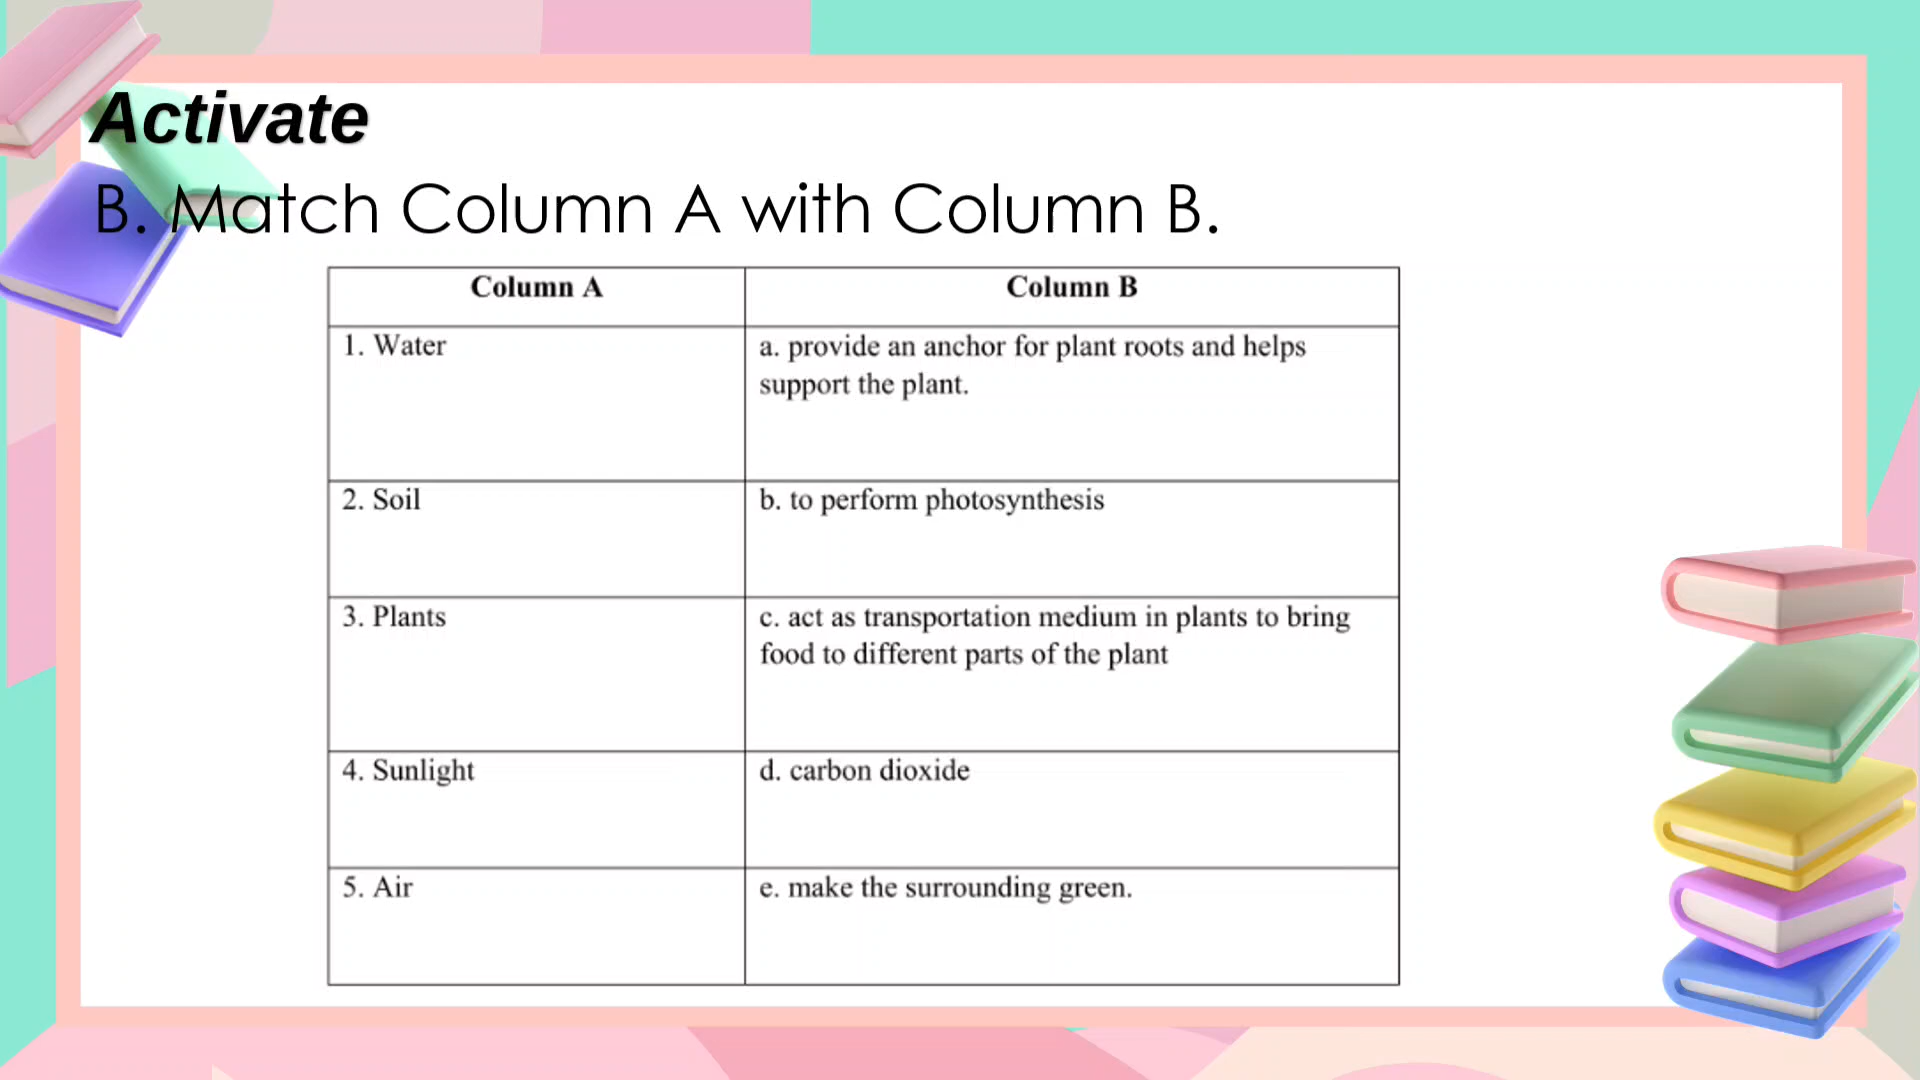 Activate
B. Match Column A with Column B.
Column A
Column B
1. Water
a. provide an anchor for plant roots and helps
support the plant.
2. Soil
b. to perform photosynthesis
3. Plants
c. act as transportation medium in plants to bring
food to different parts of the plant
4. Sunlight
d. carbon dioxide
5. Air
e. make the surrounding green.